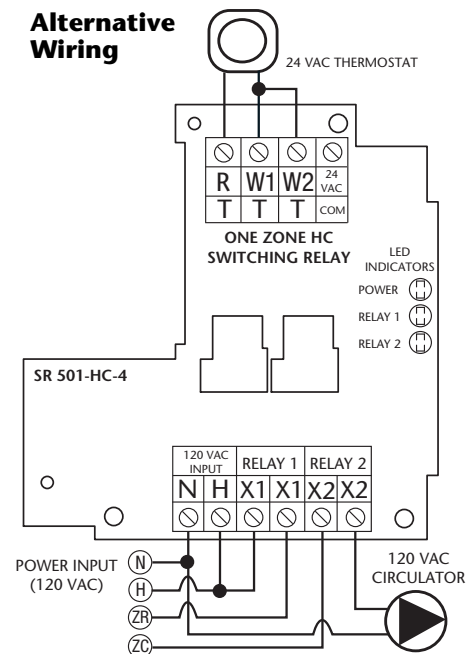 Alternative
Wiring
24 VAC THERMOSTAT
R W1 W2 24 VAC
T T T COM
ONE ZONE HC
SWITCHING RELAY
LED
INDICATORS
POWER
RELAY 1
RELAY 2
SR 501-HC-4
120 VAC
INPUT
RELAY 1 RELAY 2
N H X1 X1 X2 X2
POWER INPUT
(120 VAC)
N
H
ZR
ZC
120 VAC
CIRCULATOR